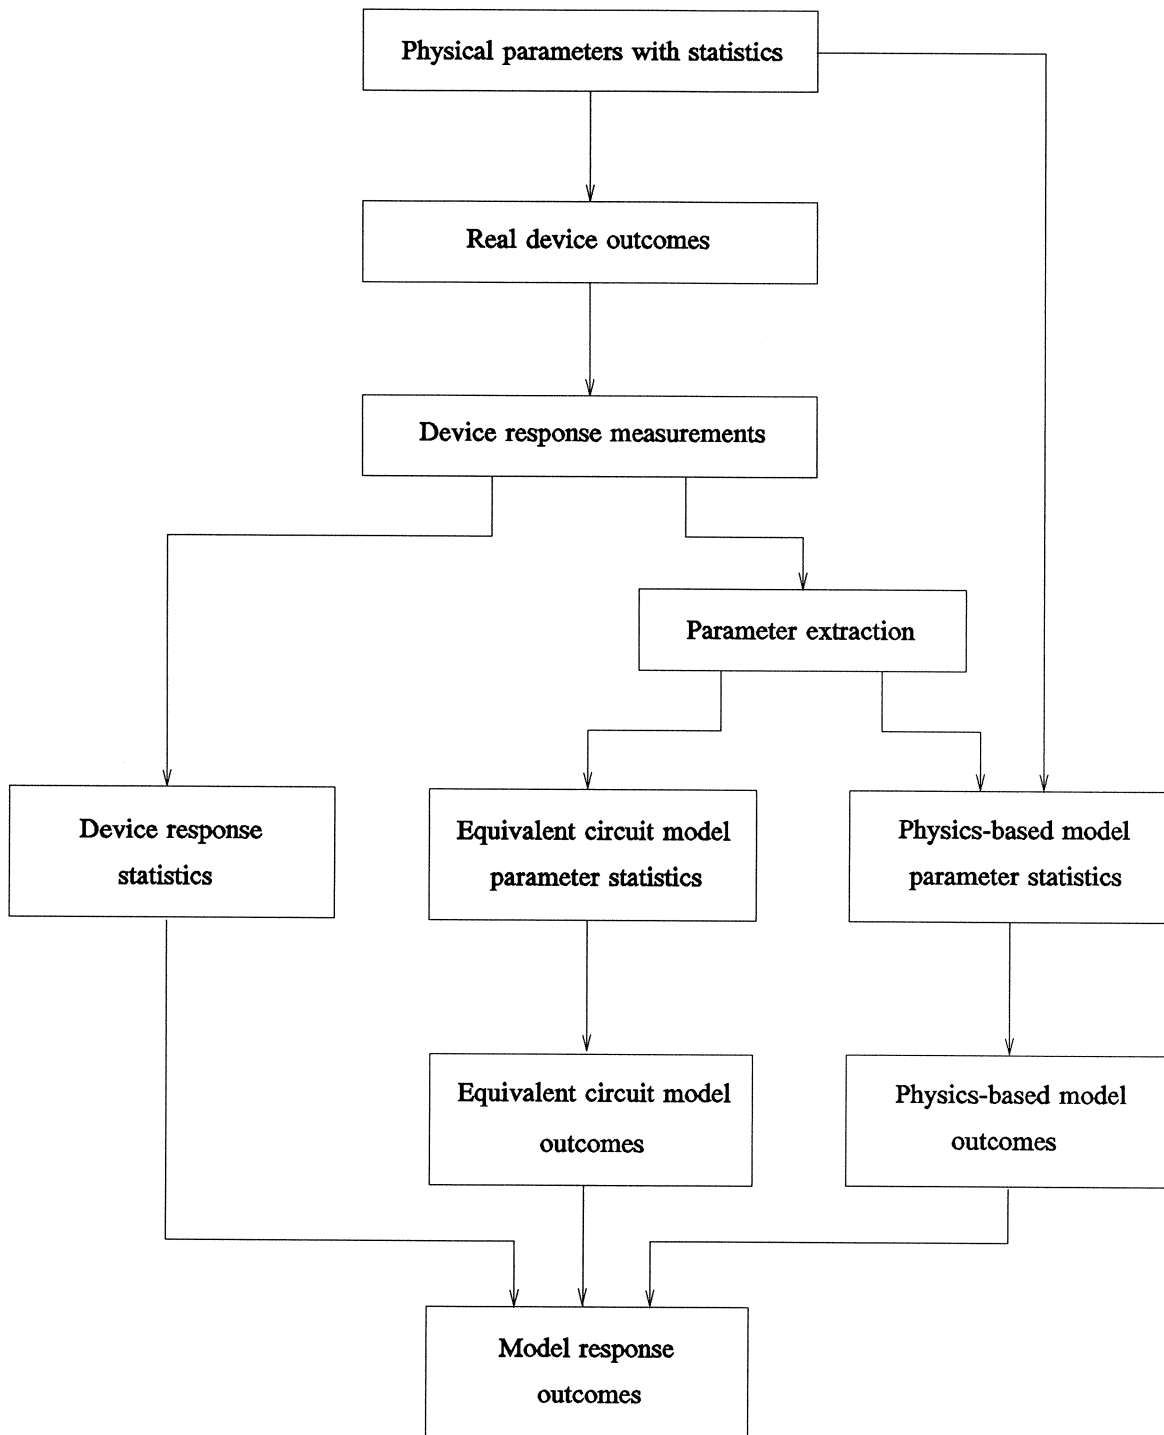 Physical parameters with statistics
Real device outcomes
Device response measurements
Parameter extraction
Device response
statistics
Equivalent circuit model
parameter statistics
Physics-based model
parameter statistics
Equivalent circuit model
outcomes
Physics-based model
outcomes
Model response
outcomes